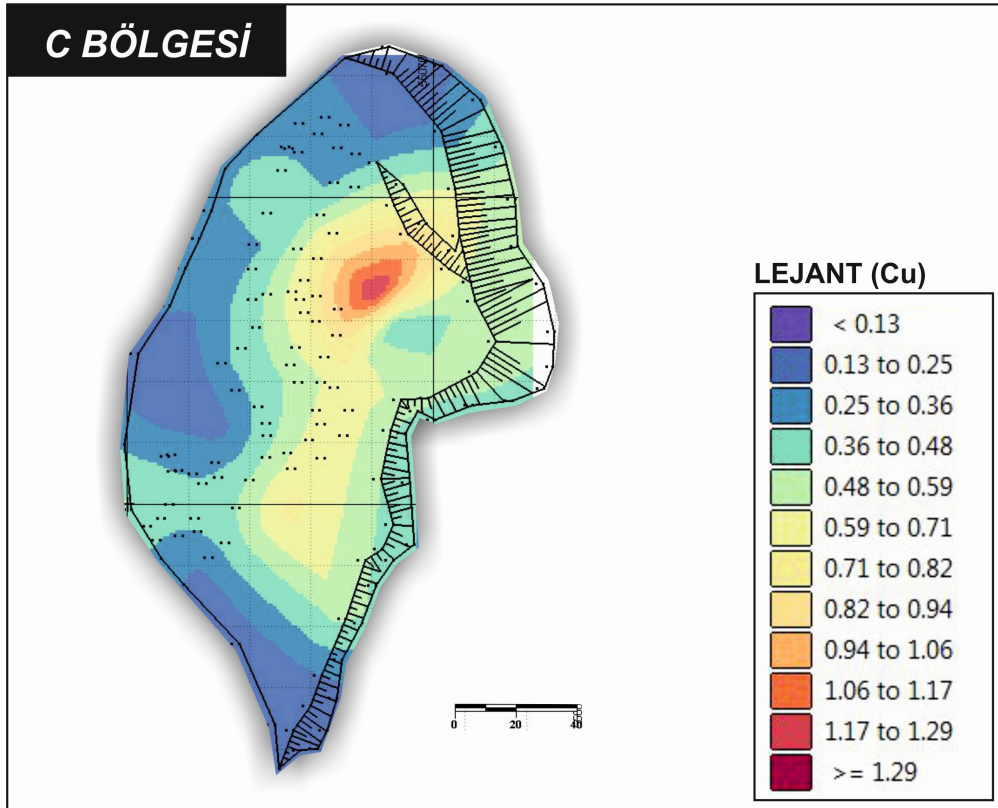 C BÖLGESİ
LEJANT (Cu)
< 0.13
0.13 to 0.25
0.25 to 0.36
0.36 to 0.48
0.48 to 0.59
0.59 to 0.71
0.71 to 0.82
0.82 to 0.94
0.94 to 1.06
1.06 to 1.17
1.17 to 1.29
>= 1.29
0 20 40